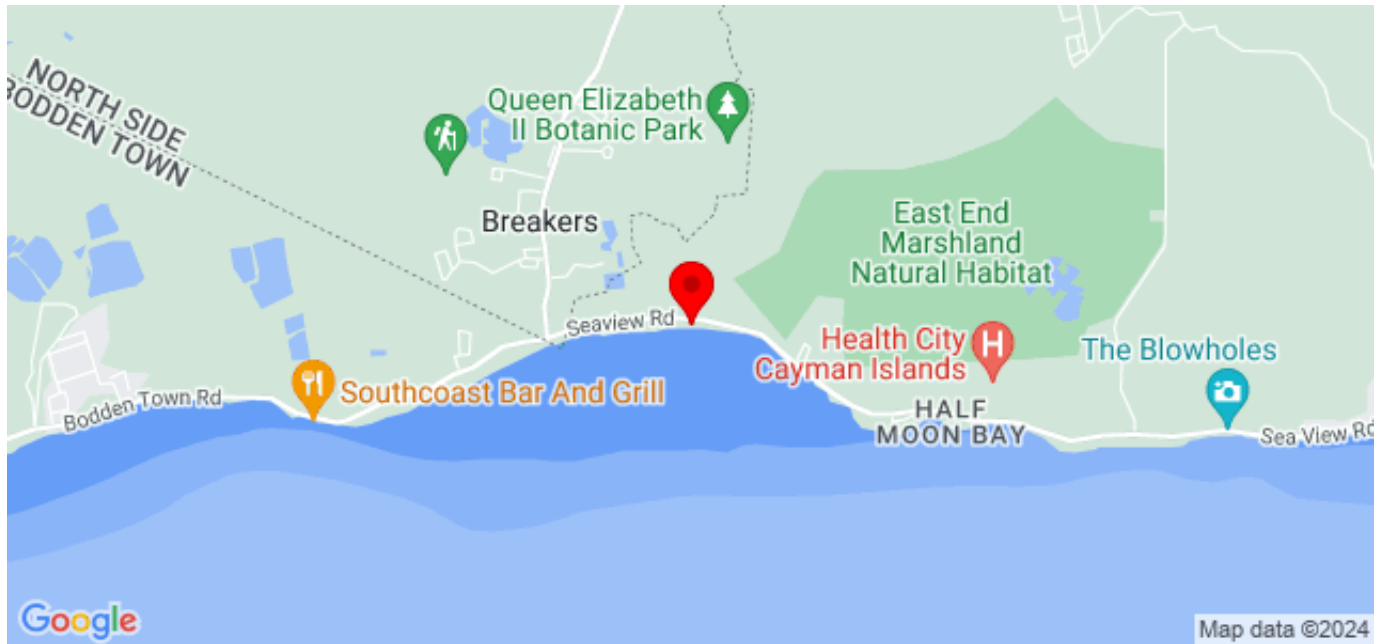 NORTH SIDE
BODDEN TOWN
Queen Elizabeth
II Botanic Park
Breakers
East End
Marshland
Natural Habitat
Seaview Rd
Health City
Cayman Islands
H
The Blowholes
Southcoast Bar And Grill
Bodden Town Rd
HALF
MOON BAY
Sea View Rd
Google
Map data ©2024